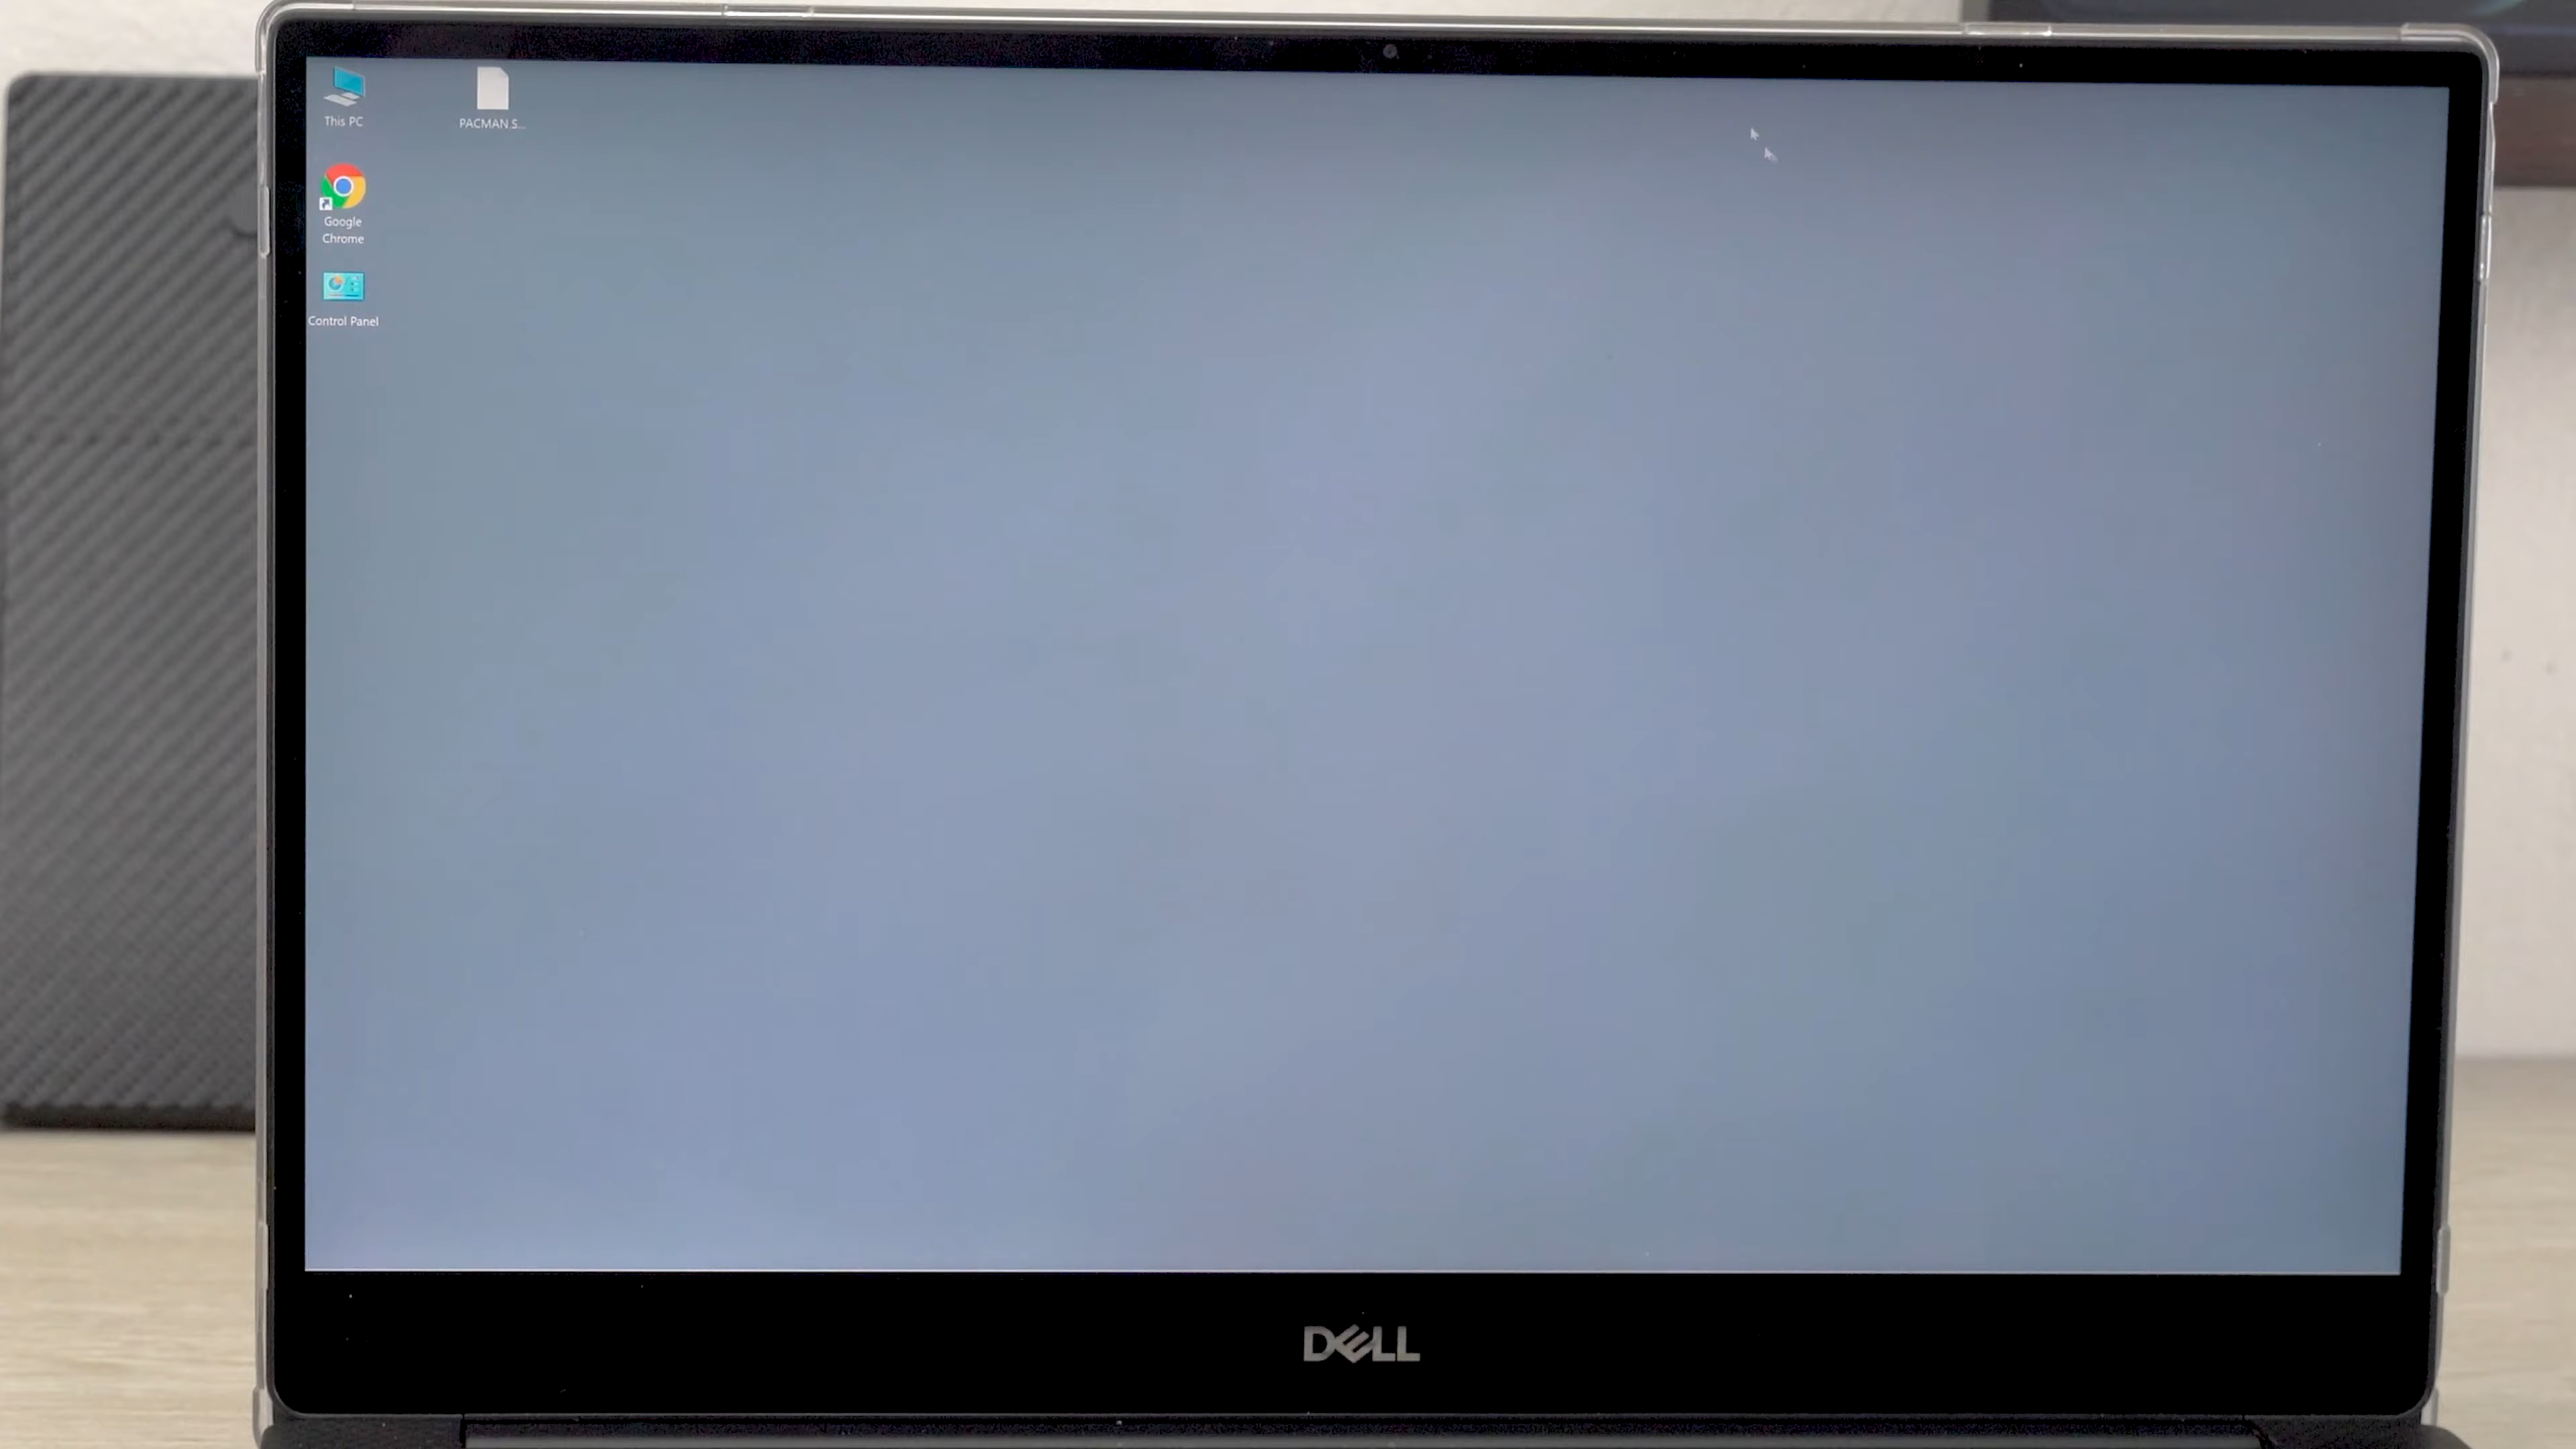 This PC
PACMAN.S...
Google
Chrome
Control Panel
DELL